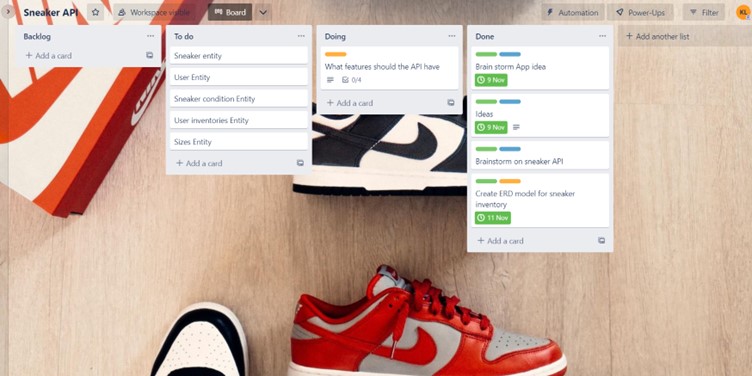 Sneaker API
Workspace visible
Board
Automation
Power-Ups
Filter
KL
Backlog
+ Add a card
To do
Sneaker entity
User Entity
Sneaker condition Entity
User inventories Entity
Sizes Entity
+ Add a card
Doing
What features should the API have
0/4
+ Add a card
Done
Brain storm App idea
9 Nov
Ideas
9 Nov
Brainstorm on sneaker API
Create ERD model for sneaker
inventory
11 Nov
+ Add a card
+ Add another list